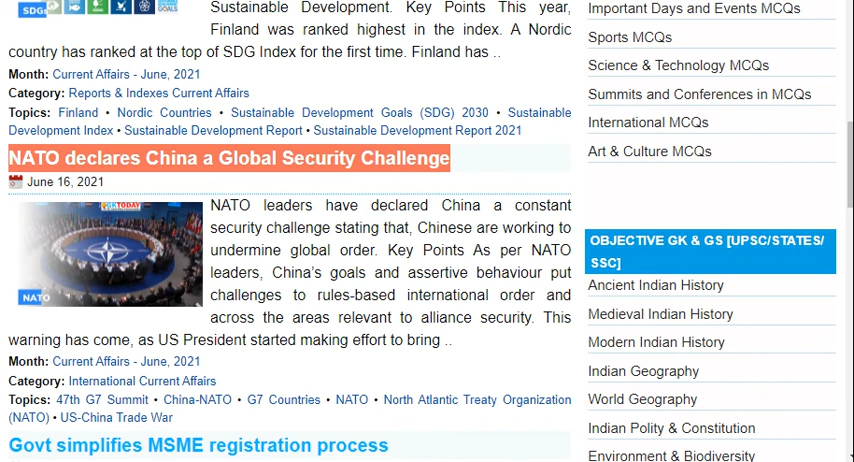 SDGs
GOALS
Sustainable Development. Key Points This year,
Finland was ranked highest in the index. A Nordic
country has ranked at the top of SDG Index for the first time. Finland has ..
Month: Current Affairs - June, 2021
Category: Reports & Indexes Current Affairs
Topics: Finland • Nordic Countries • Sustainable Development Goals (SDG) 2030 • Sustainable
Development Index • Sustainable Development Report • Sustainable Development Report 2021
NATO declares China a Global Security Challenge
June 16, 2021
GKTODAY
NATO
NATO leaders have declared China a constant
security challenge stating that, Chinese are working to
undermine global order. Key Points As per NATO
leaders, China's goals and assertive behaviour put
challenges to rules-based international order and
across the areas relevant to alliance security. This
warning has come, as US President started making effort to bring ..
Month: Current Affairs - June, 2021
Category: International Current Affairs
Topics: 47th G7 Summit • China-NATO • G7 Countries • NATO • North Atlantic Treaty Organization
(NATO) • US-China Trade War
Govt simplifies MSME registration process
Important Days and Events MCQs
Sports MCQs
Science & Technology MCQs
Summits and Conferences in MCQs
International MCQs
Art & Culture MCQs
OBJECTIVE GK & GS [UPSC/STATES/
SSC]
Ancient Indian History
Medieval Indian History
Modern Indian History
Indian Geography
World Geography
Indian Polity & Constitution
Environment & Biodiversity